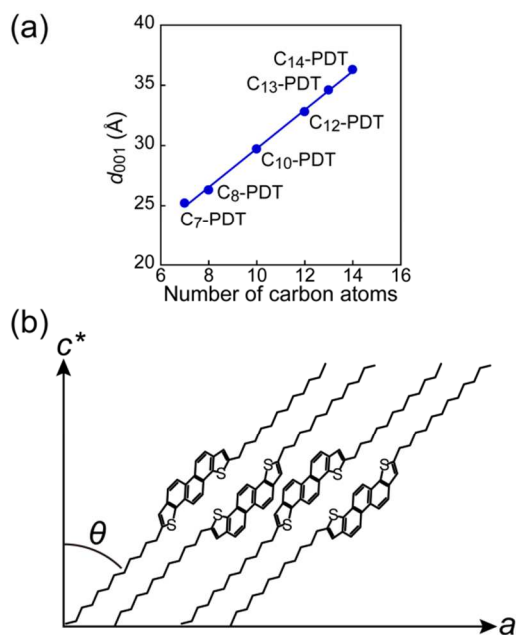 (a)
40
35
30
25
20
d001 (Å)
C14-PDT
C13-PDT
C12-PDT
C10-PDT
C8-PDT
C7-PDT
6 8 10 12 14 16
Number of carbon atoms
(b)
c*
θ
S S S S
S S S S
a